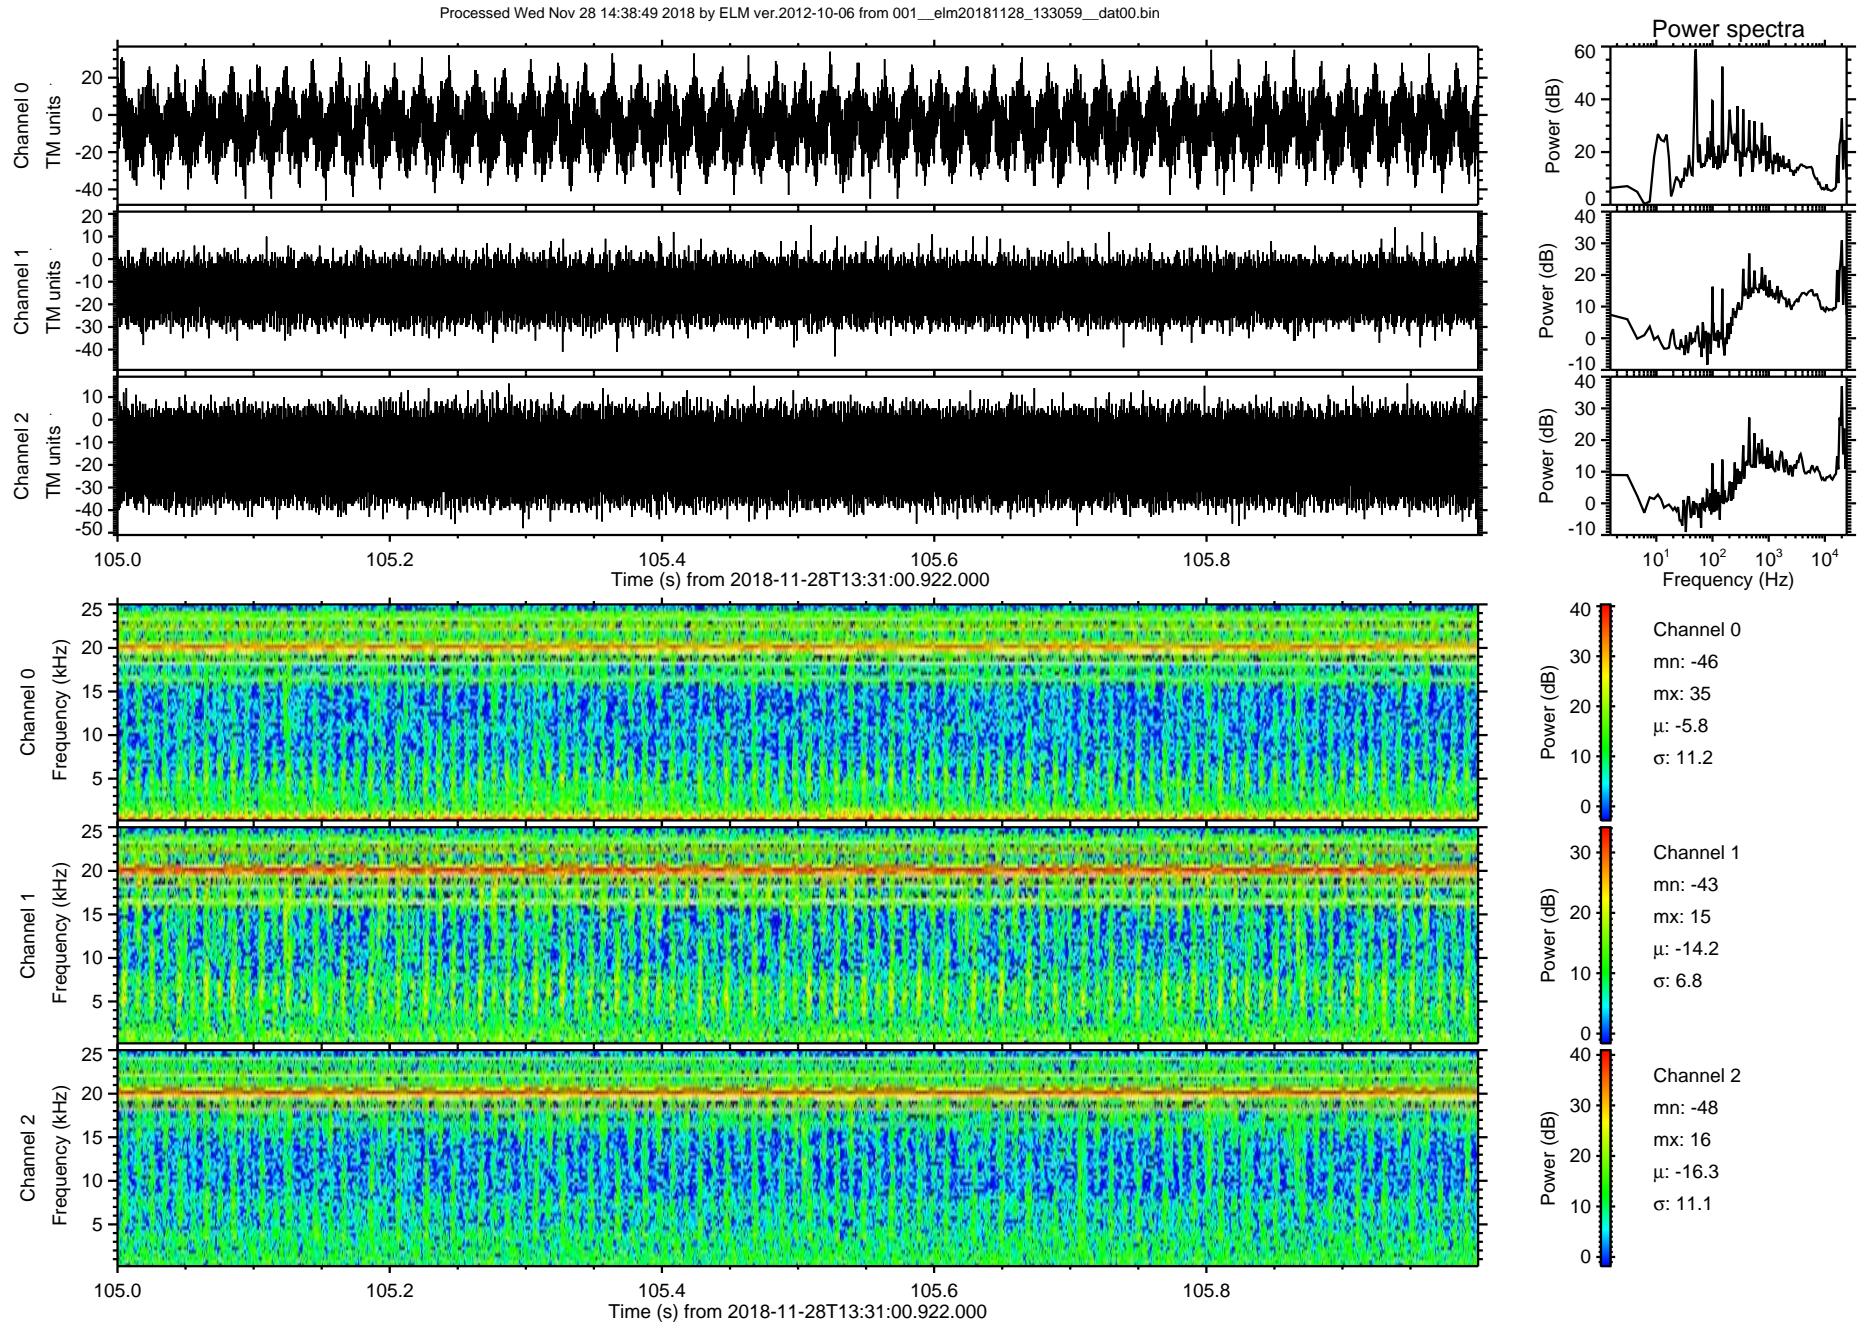 Processed Wed Nov 28 14:38:49 2018 by ELM ver.2012-10-06 from 001__elm20181128_133059__dat00.bin
Power spectra
Channel 0
TM units
20
0
-20
-40
Power (dB)
60
40
20
0
Channel 1
TM units
20
10
0
-10
-20
-30
-40
Power (dB)
40
30
20
10
0
-10
Channel 2
TM units
10
0
-10
-20
-30
-40
-50
Power (dB)
40
30
20
10
0
-10
105.0 105.2 105.4 105.6 105.8
Time (s) from 2018-11-28T13:31:00.922.000
10¹ 10² 10³ 10⁴
Frequency (Hz)
Channel 0
Frequency (kHz)
25
20
15
10
5
Power (dB)
40
30
20
10
0
Channel 0
mn: -46
mx: 35
μ: -5.8
σ: 11.2
Channel 1
Frequency (kHz)
25
20
15
10
5
Power (dB)
30
20
10
0
Channel 1
mn: -43
mx: 15
μ: -14.2
σ: 6.8
Channel 2
Frequency (kHz)
25
20
15
10
5
Power (dB)
40
30
20
10
0
Channel 2
mn: -48
mx: 16
μ: -16.3
σ: 11.1
105.0 105.2 105.4 105.6 105.8
Time (s) from 2018-11-28T13:31:00.922.000